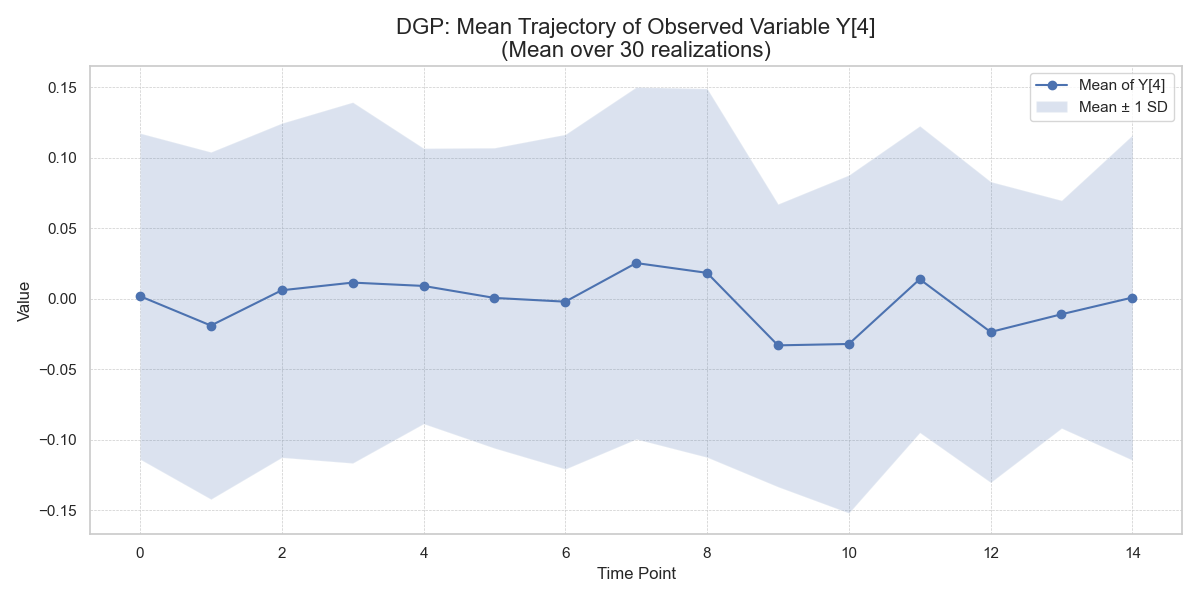 DGP: Mean Trajectory of Observed Variable Y[4]
(Mean over 30 realizations)
Mean of Y[4]
Mean ± 1 SD
Value
0.15
0.10
0.05
0.00
−0.05
−0.10
−0.15
0 2 4 6 8 10 12 14
Time Point